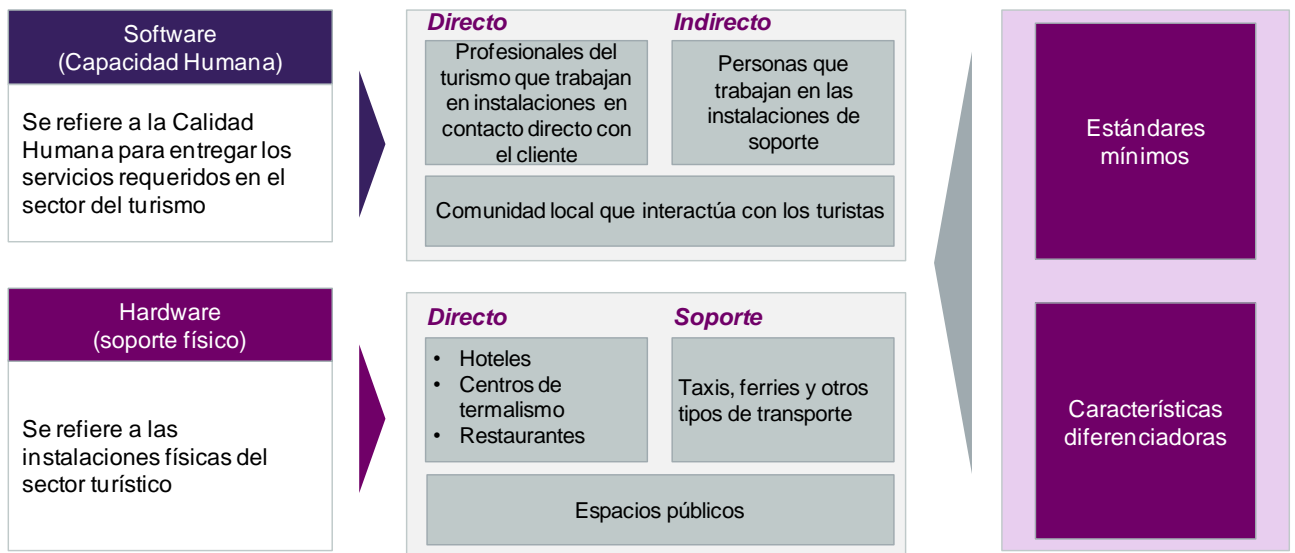 Software
(Capacidad Humana)
Se refiere a la Calidad
Humana para entregar los
servicios requeridos en el
sector del turismo
Directo
Profesionales del
turismo que trabajan
en instalaciones en
contacto directo con
el cliente
Indirecto
Personas que
trabajan en las
instalaciones de
soporte
Comunidad local que interactúa con los turistas
Hardware
(soporte físico)
Se refiere a las
instalaciones físicas del
sector turístico
Directo
• Hoteles
• Centros de
termalismo
• Restaurantes
Soporte
Taxis, ferries y otros
tipos de transporte
Espacios públicos
Estándares
mínimos
Características
diferenciadoras